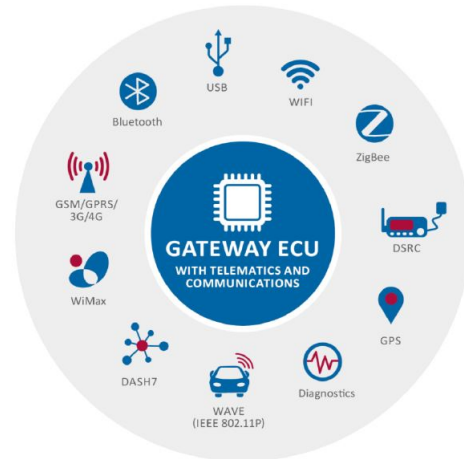 USB
WIFI
ZigBee
DSRC
GPS
Diagnostics
WAVE
(IEEE 802.11P)
DASH7
WiMax
GSM/GPRS/
3G/4G
Bluetooth
GATEWAY ECU
WITH TELEMATICS AND
COMMUNICATIONS